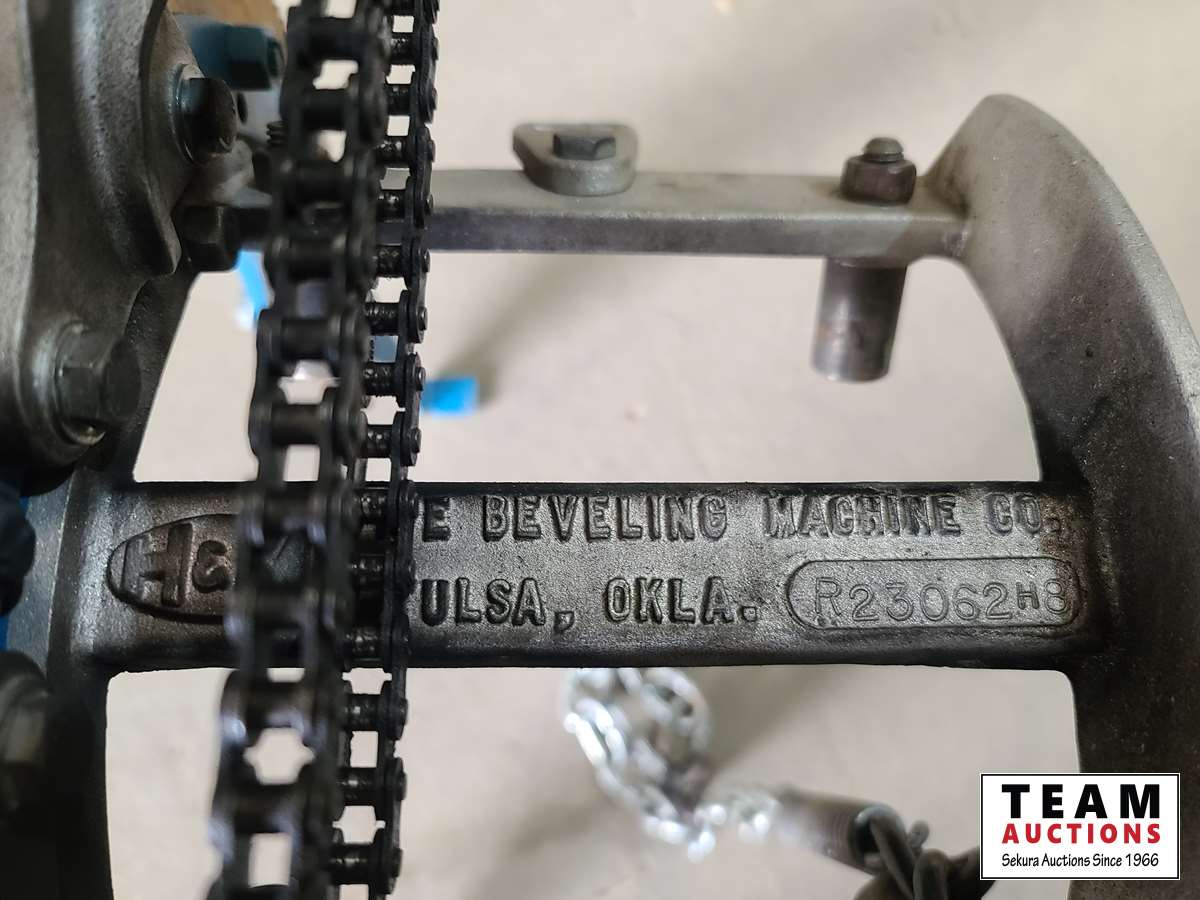 H&
E BEVELING MACHINE CO.
ULSA, OKLA.
R23062H8
TEAM
AUCTIONS
Sekura Auctions Since 1966